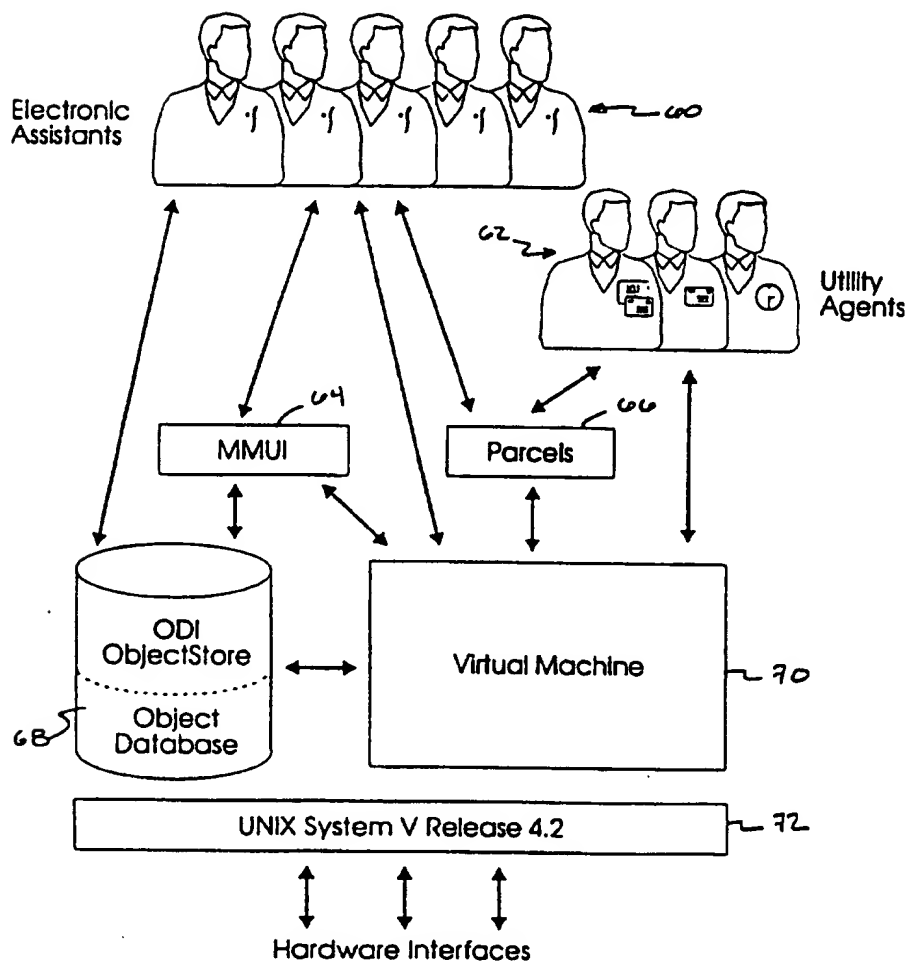 Electronic
Assistants
60
62
Utility
Agents
64
MMUI
66
Parcels
ODI
ObjectStore
Object
Database
68
Virtual Machine
70
UNIX System V Release 4.2
72
Hardware Interfaces